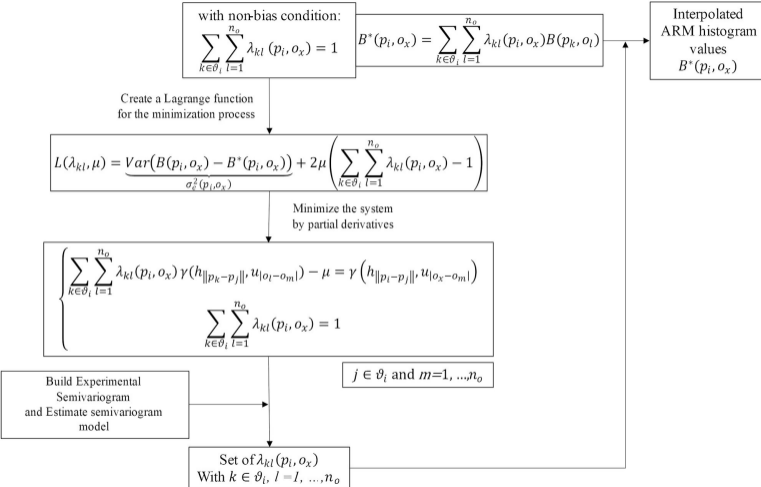 with non-bias condition:
∑_{k∈ϑ_i} ∑_{l=1}^{n_o} λ_{kl} (p_i, o_x) = 1
B*(p_i, o_x) = ∑_{k∈ϑ_i} ∑_{l=1}^{n_o} λ_{kl}(p_i, o_x)B(p_k, o_l)
Interpolated
ARM histogram
values
B*(p_i, o_x)
Create a Lagrange function
for the minimization process
L(λ_{kl}, μ) = Var(B(p_i, o_x) − B*(p_i, o_x)) + 2μ(∑_{k∈ϑ_i} ∑_{l=1}^{n_o} λ_{kl}(p_i, o_x) − 1)
σ_ε^2(p_i,o_x)
Minimize the system
by partial derivatives
∑_{k∈ϑ_i} ∑_{l=1}^{n_o} λ_{kl}(p_i, o_x) γ(h_{‖p_k−p_j‖}, u_{|o_l−o_m|}) − μ = γ(h_{‖p_i−p_j‖}, u_{|o_x−o_m|})
∑_{k∈ϑ_i} ∑_{l=1}^{n_o} λ_{kl}(p_i, o_x) = 1
j ∈ ϑ_i and m=1, ...,n_o
Build Experimental
Semivariogram
and Estimate semivariogram
model
Set of λ_{kl}(p_i, o_x)
With k ∈ ϑ_i, l =1, ...,n_o